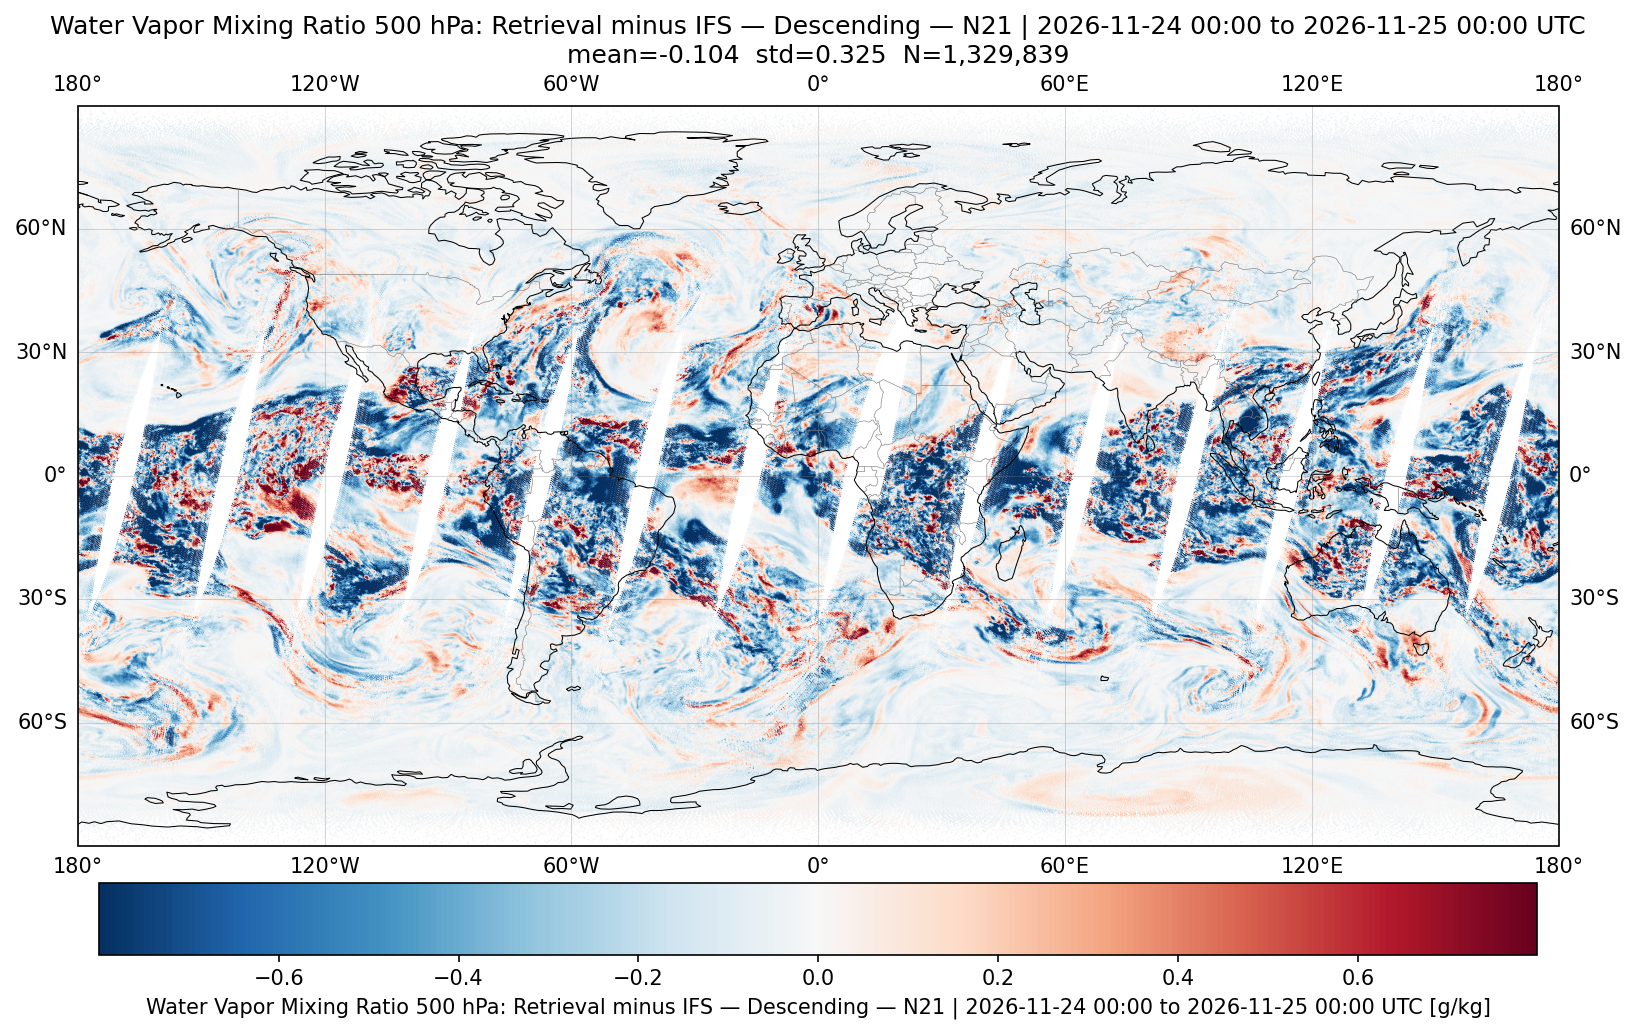 Water Vapor Mixing Ratio 500 hPa: Retrieval minus IFS — Descending — N21 | 2026-11-24 00:00 to 2026-11-25 00:00 UTC
mean=-0.104  std=0.325  N=1,329,839
180° 120°W 60°W 0° 60°E 120°E 180°
60°N 60°N
30°N 30°N
0° 0°
30°S 30°S
60°S 60°S
180° 120°W 60°W 0° 60°E 120°E 180°
−0.6 −0.4 −0.2 0.0 0.2 0.4 0.6
Water Vapor Mixing Ratio 500 hPa: Retrieval minus IFS — Descending — N21 | 2026-11-24 00:00 to 2026-11-25 00:00 UTC [g/kg]